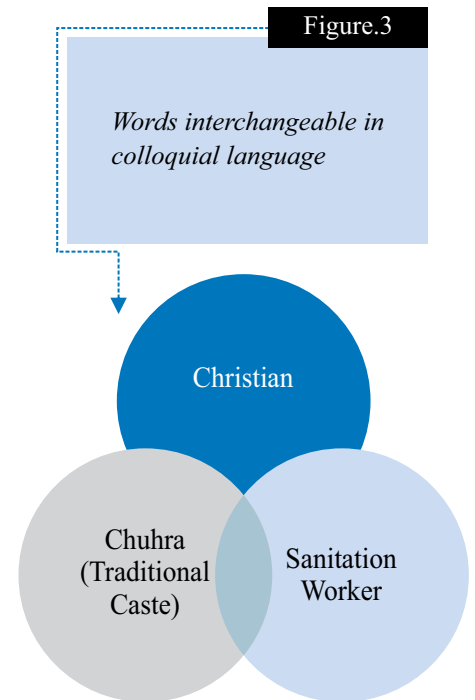 Figure.3
Words interchangeable in
colloquial language
Christian
Chuhra
(Traditional
Caste)
Sanitation
Worker